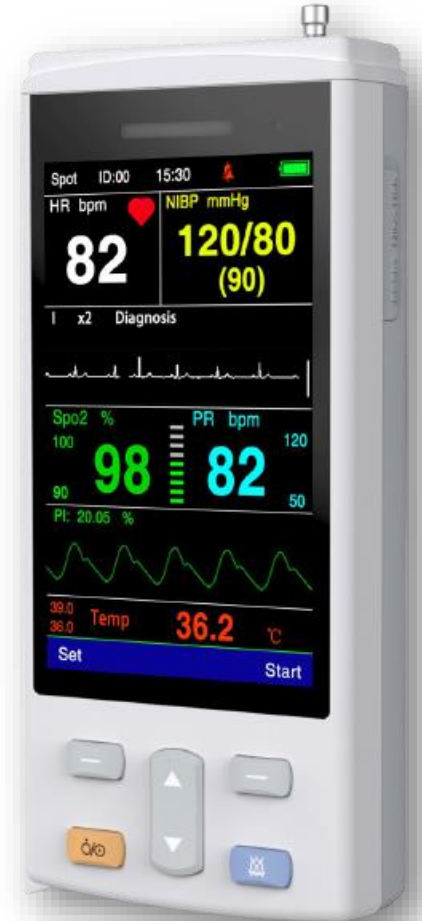 Spot ID:00 15:30
HR bpm NIBP mmHg
82 120/80
(90)
I x2 Diagnosis
Spo2 % PR bpm
100 98 82 120
90 50
PI: 20.05 %
39.0
36.0 Temp 36.2 °C
Set Start